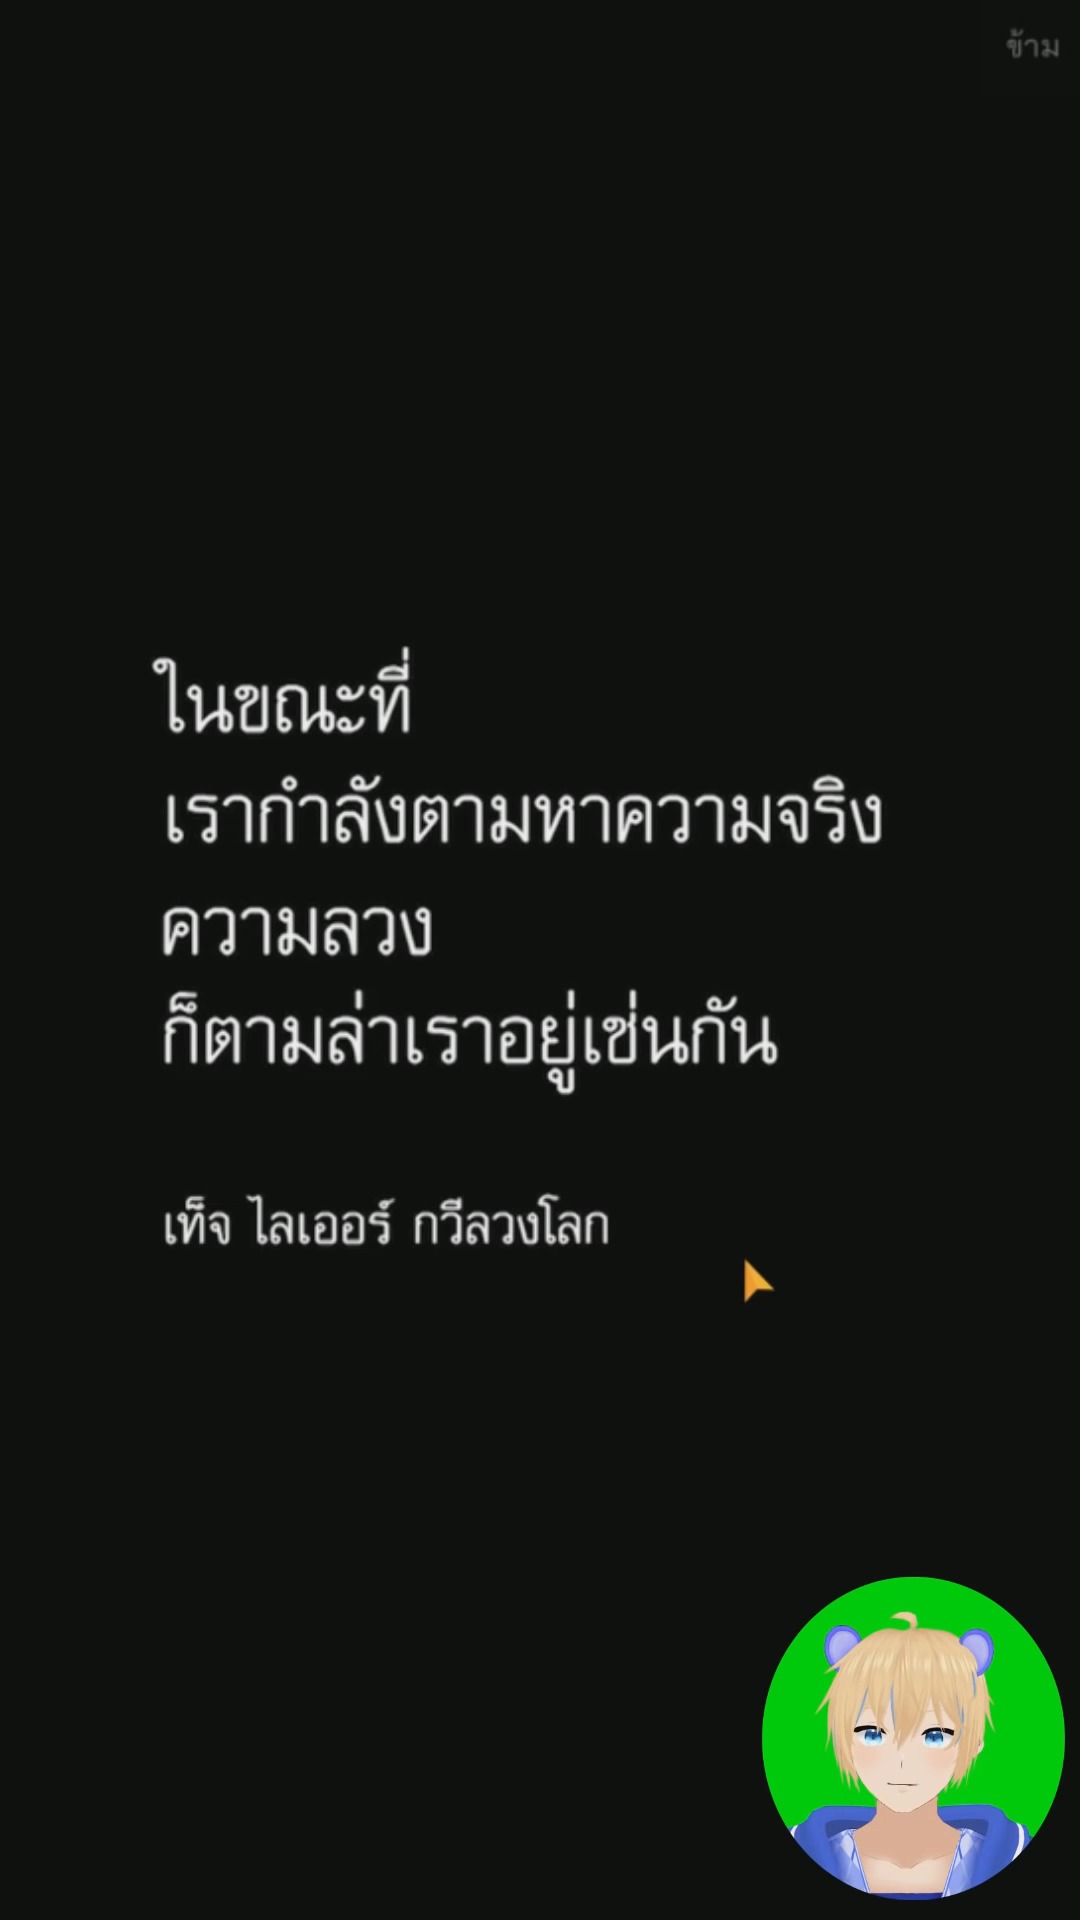 ข้าม
ในขณะที่
เรากำลังตามหาความจริง
ความลวง
ก็ตามล่าเราอยู่เช่นกัน
เท็จ ไลเออร์ กวีลวงโลก